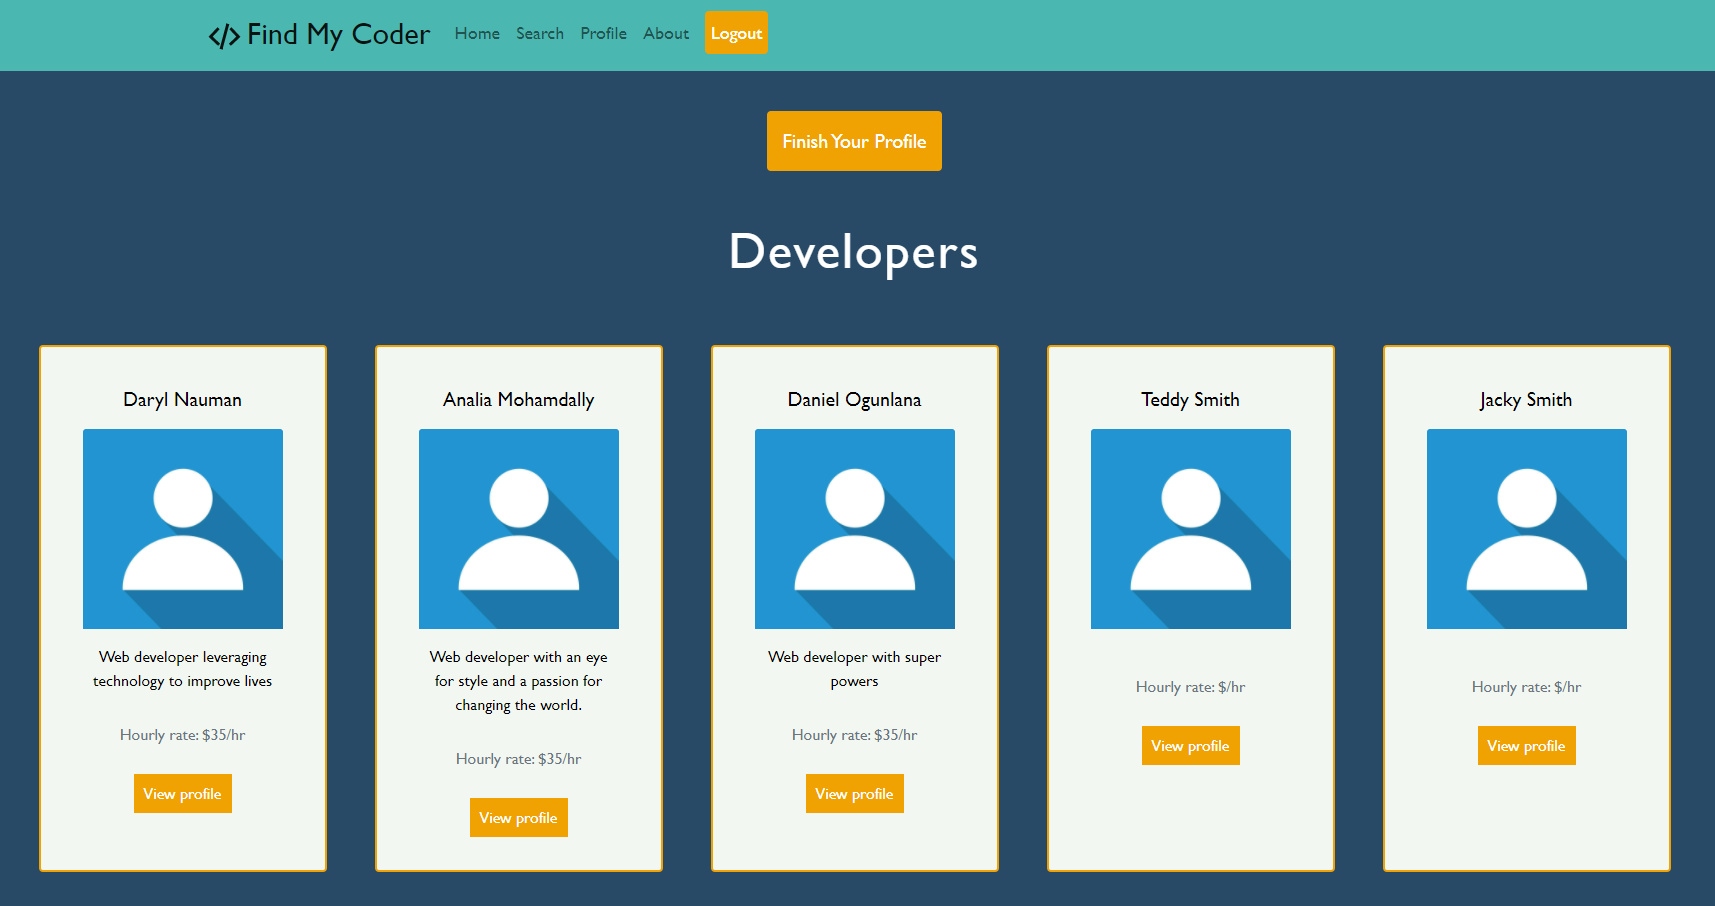 </> Find My Coder Home Search Profile About Logout
Finish Your Profile
Developers
Daryl Nauman
Web developer leveraging
technology to improve lives
Hourly rate: $35/hr
View profile
Analia Mohamdally
Web developer with an eye
for style and a passion for
changing the world.
Hourly rate: $35/hr
View profile
Daniel Ogunlana
Web developer with super
powers
Hourly rate: $35/hr
View profile
Teddy Smith
Hourly rate: $/hr
View profile
Jacky Smith
Hourly rate: $/hr
View profile